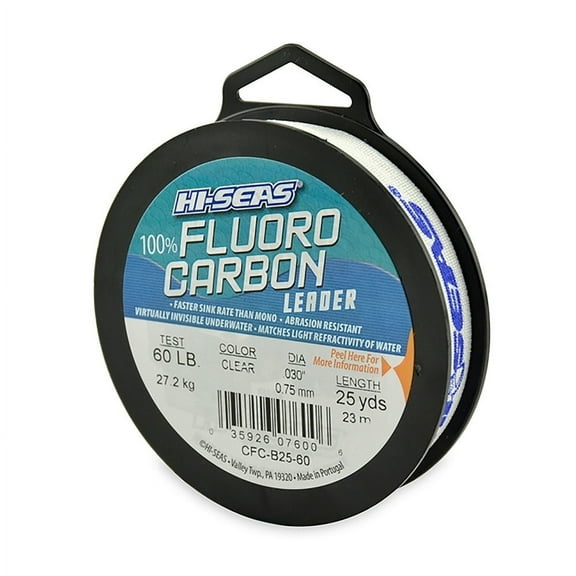 HI-SEAS®
100% FLUORO
CARBON
LEADER
• FASTER SINK RATE THAN MONO • ABRASION RESISTANT
VIRTUALLY INVISIBLE UNDERWATER • MATCHES LIGHT REFRACTIVITY OF WATER
Peel Here For
More Information
TEST COLOR DIA LENGTH
60 LB. CLEAR .030" 25 yds
27.2 kg 0.75 mm 23 m
0 35926 07600 6
CFC-B25-60
©HI-SEAS • Valley Twp., PA 19320 • Made in Portugal